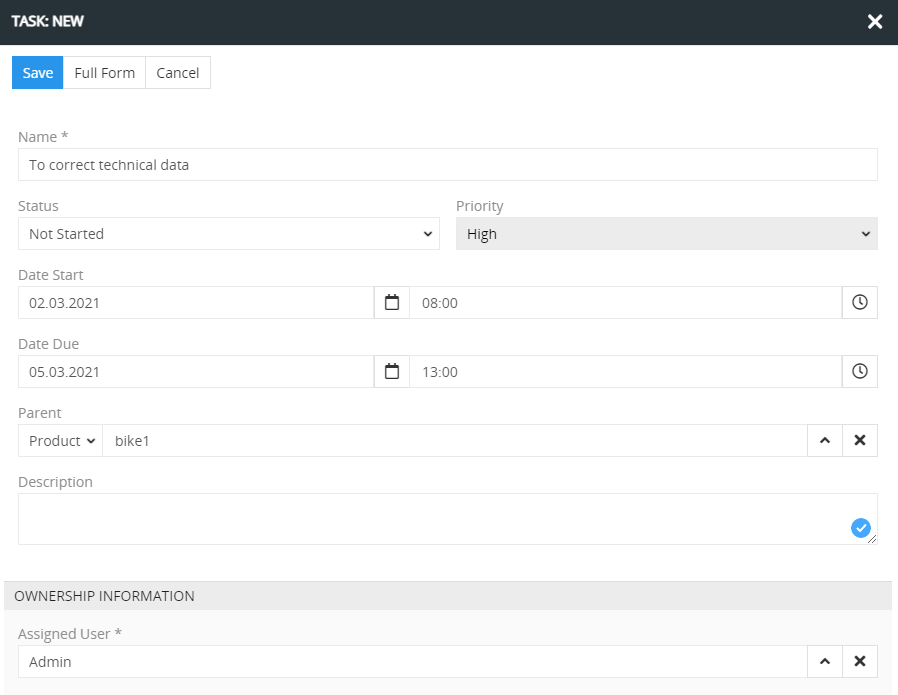 TASK: NEW
Save Full Form Cancel
Name *
To correct technical data
Status Priority
Not Started High
Date Start
02.03.2021 08:00
Date Due
05.03.2021 13:00
Parent
Product bike1
Description
OWNERSHIP INFORMATION
Assigned User *
Admin